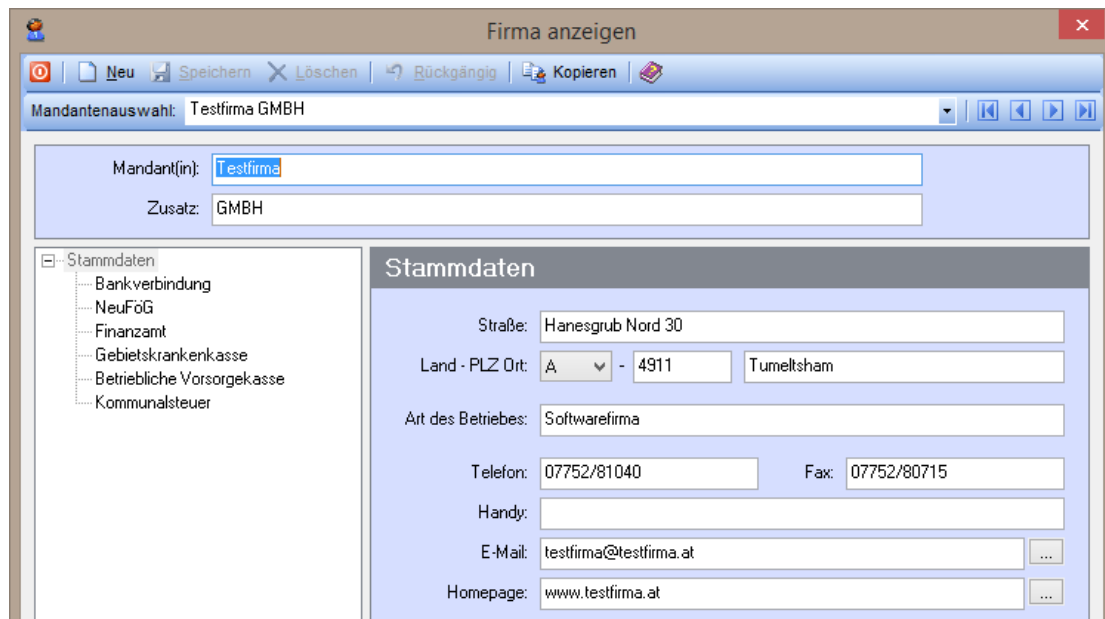 Firma anzeigen
Neu Speichern Löschen Rückgängig Kopieren
Mandantenauswahl: Testfirma GMBH
Mandant(in): Testfirma
Zusatz: GMBH
Stammdaten
Bankverbindung
NeuFöG
Finanzamt
Gebietskrankenkasse
Betriebliche Vorsorgekasse
Kommunalsteuer
Stammdaten
Straße: Hanesgrub Nord 30
Land - PLZ Ort: A - 4911 Tumeltsham
Art des Betriebes: Softwarefirma
Telefon: 07752/81040 Fax: 07752/80715
Handy:
E-Mail: testfirma@testfirma.at ...
Homepage: www.testfirma.at ...